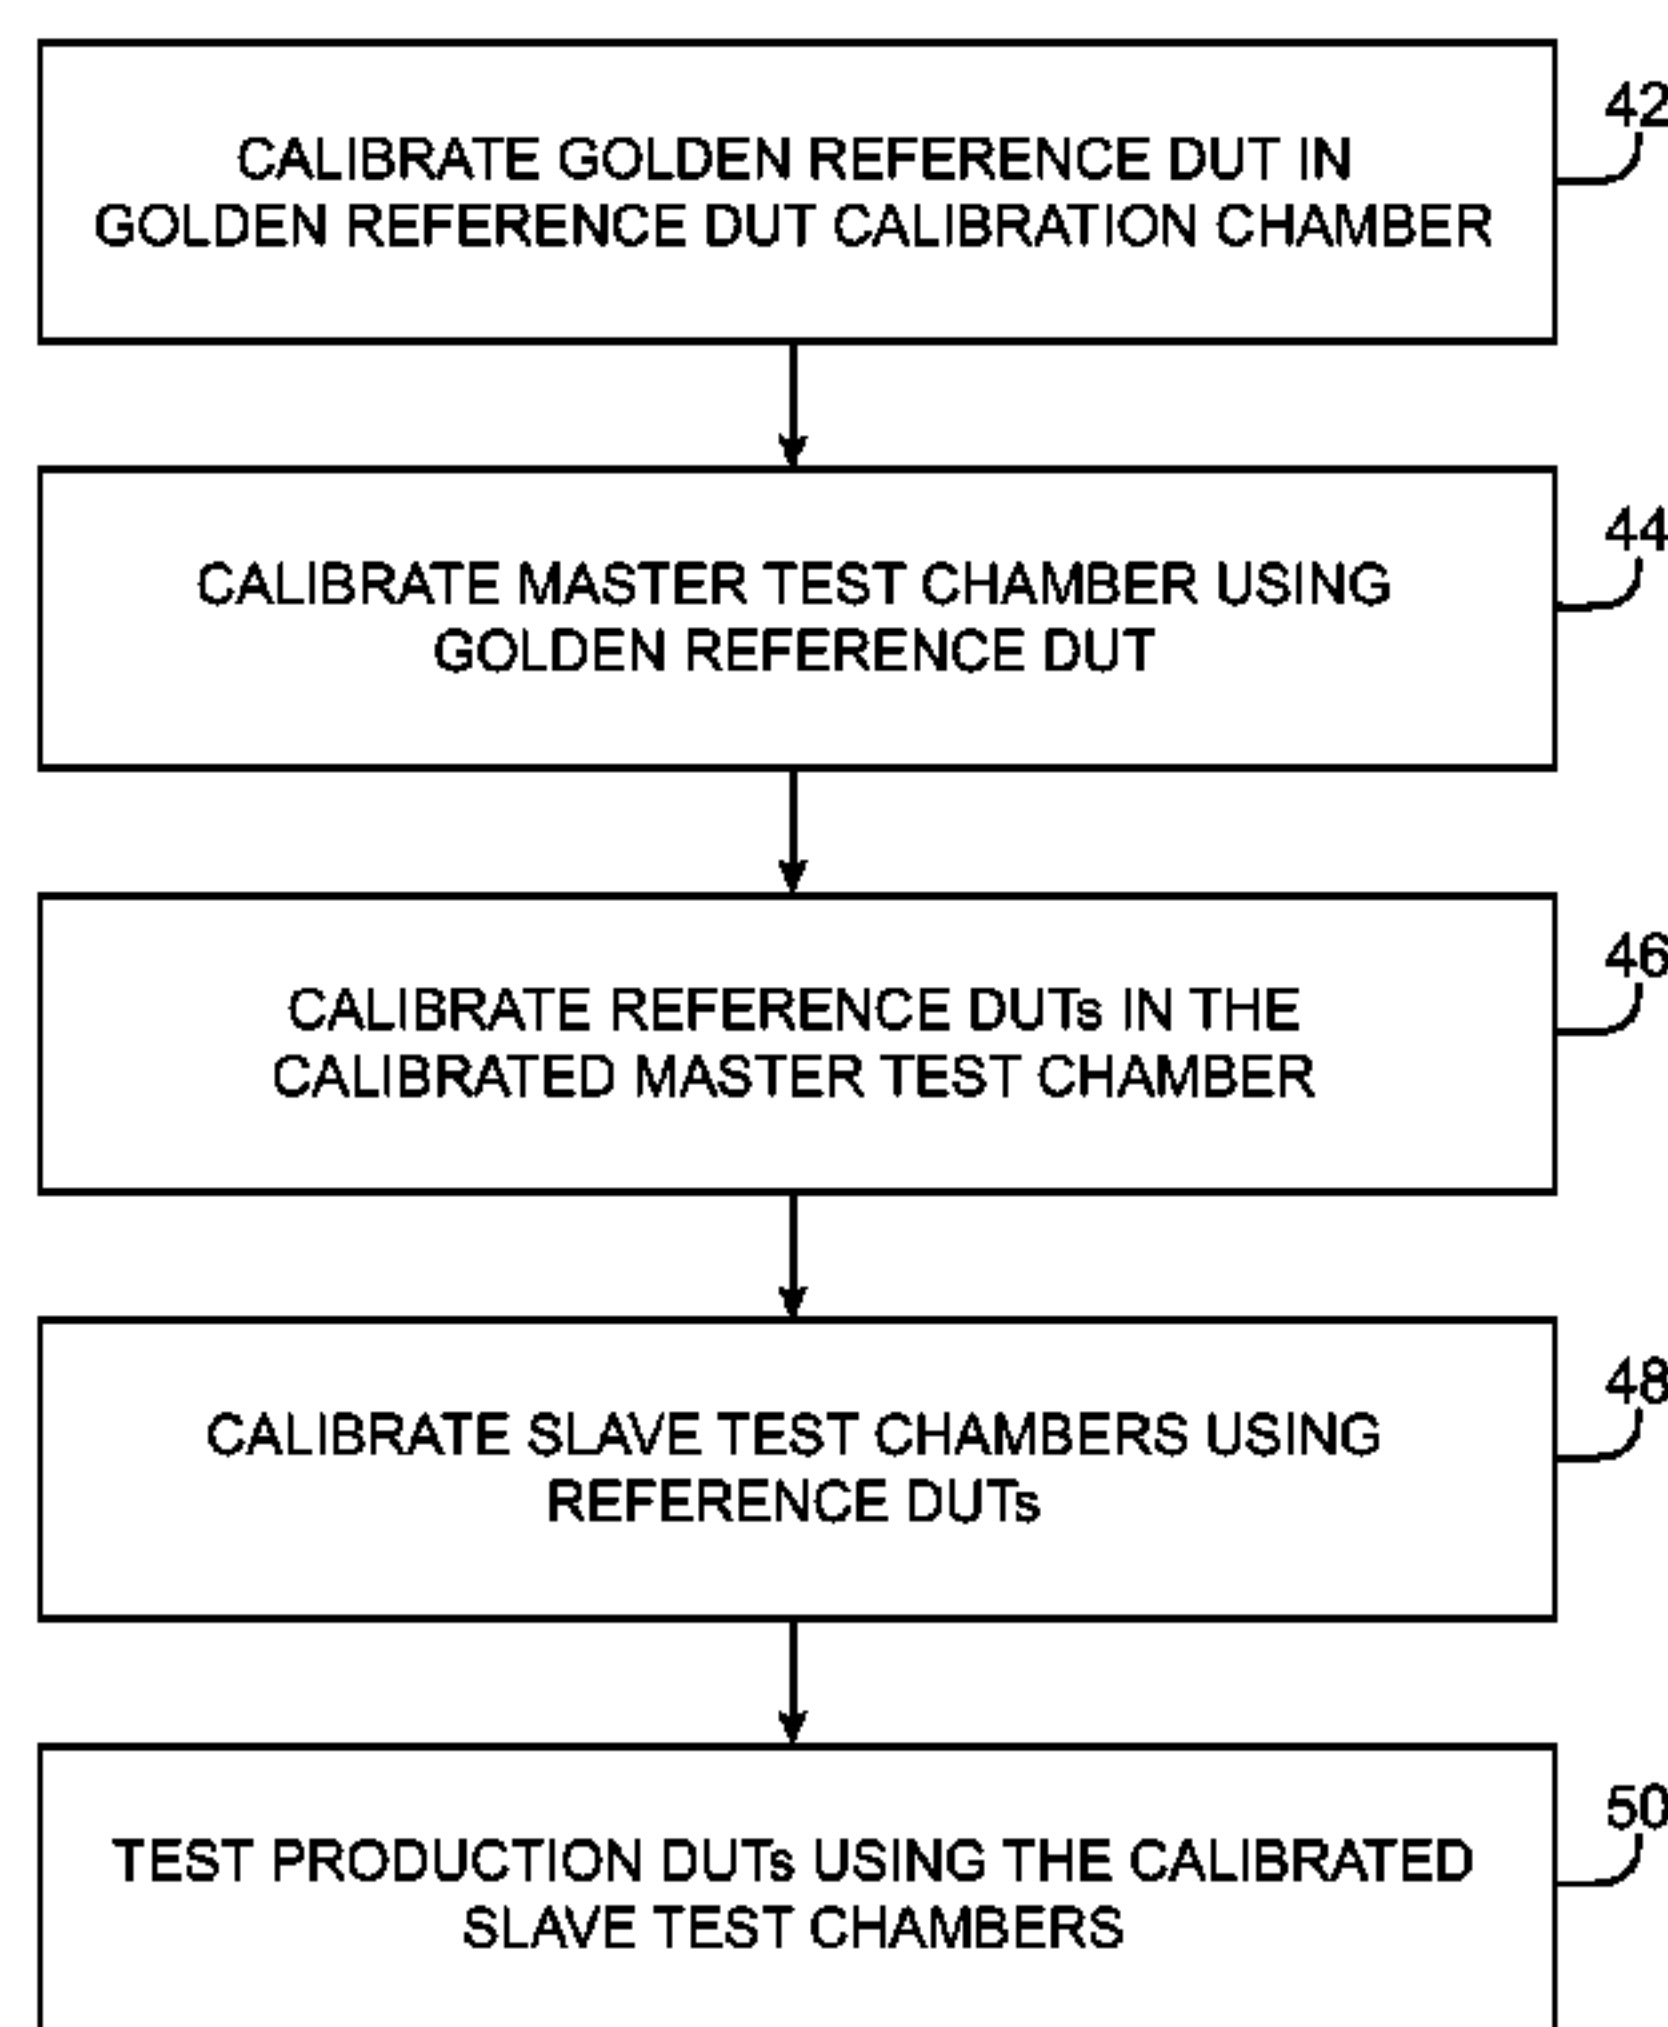 42
CALIBRATE GOLDEN REFERENCE DUT IN
GOLDEN REFERENCE DUT CALIBRATION CHAMBER
44
CALIBRATE MASTER TEST CHAMBER USING
GOLDEN REFERENCE DUT
46
CALIBRATE REFERENCE DUTs IN THE
CALIBRATED MASTER TEST CHAMBER
48
CALIBRATE SLAVE TEST CHAMBERS USING
REFERENCE DUTs
50
TEST PRODUCTION DUTs USING THE CALIBRATED
SLAVE TEST CHAMBERS